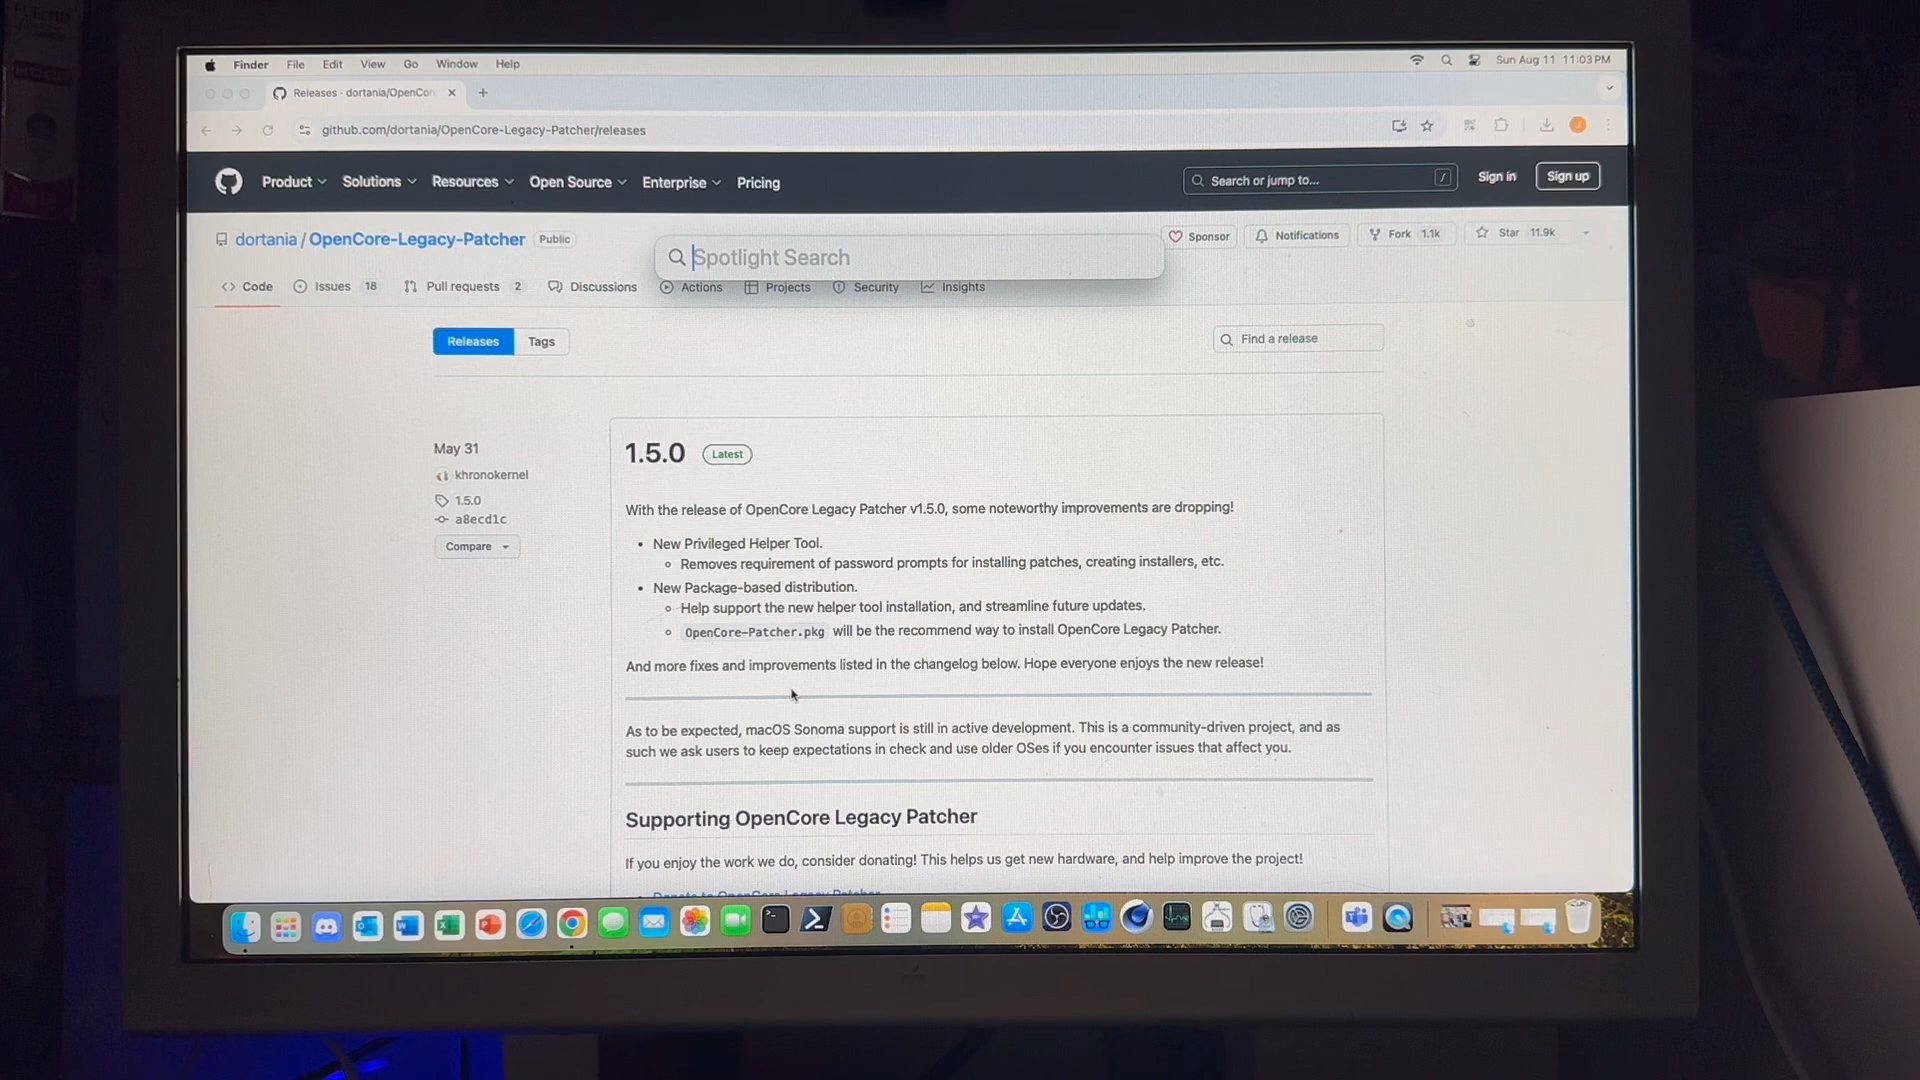 Finder File Edit View Go Window Help
Sun Aug 11 11:03 PM
Releases · dortania/OpenCor
github.com/dortania/OpenCore-Legacy-Patcher/releases
Product Solutions Resources Open Source Enterprise Pricing
Search or jump to... /
Sign in Sign up
dortania / OpenCore-Legacy-Patcher Public
Spotlight Search
Sponsor Notifications Fork 1.1k Star 11.9k
Code Issues 18 Pull requests 2 Discussions Actions Projects Security Insights
Releases Tags
Find a release
May 31
khronokernel
1.5.0
a8ecd1c
Compare
1.5.0 Latest
With the release of OpenCore Legacy Patcher v1.5.0, some noteworthy improvements are dropping!
• New Privileged Helper Tool.
Removes requirement of password prompts for installing patches, creating installers, etc.
• New Package-based distribution.
Help support the new helper tool installation, and streamline future updates.
OpenCore-Patcher.pkg will be the recommend way to install OpenCore Legacy Patcher.
And more fixes and improvements listed in the changelog below. Hope everyone enjoys the new release!
As to be expected, macOS Sonoma support is still in active development. This is a community-driven project, and as
such we ask users to keep expectations in check and use older OSes if you encounter issues that affect you.
Supporting OpenCore Legacy Patcher
If you enjoy the work we do, consider donating! This helps us get new hardware, and help improve the project!
Donate to OpenCore Legacy Patcher